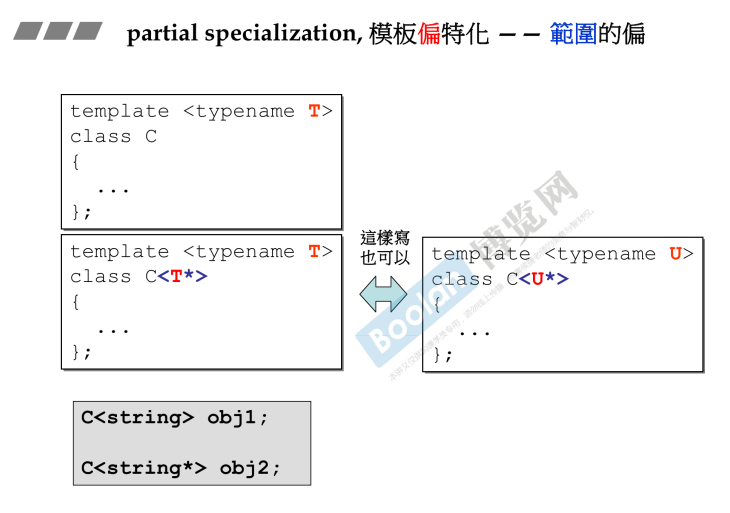 partial specialization, 模板偏特化 —— 範圍的偏
template <typename T>
class C
{
...
};
template <typename T>
class C<T*>
{
...
};
這樣寫
也可以
template <typename U>
class C<U*>
{
...
};
C<string> obj1;
C<string*> obj2;
Boolan 博览网